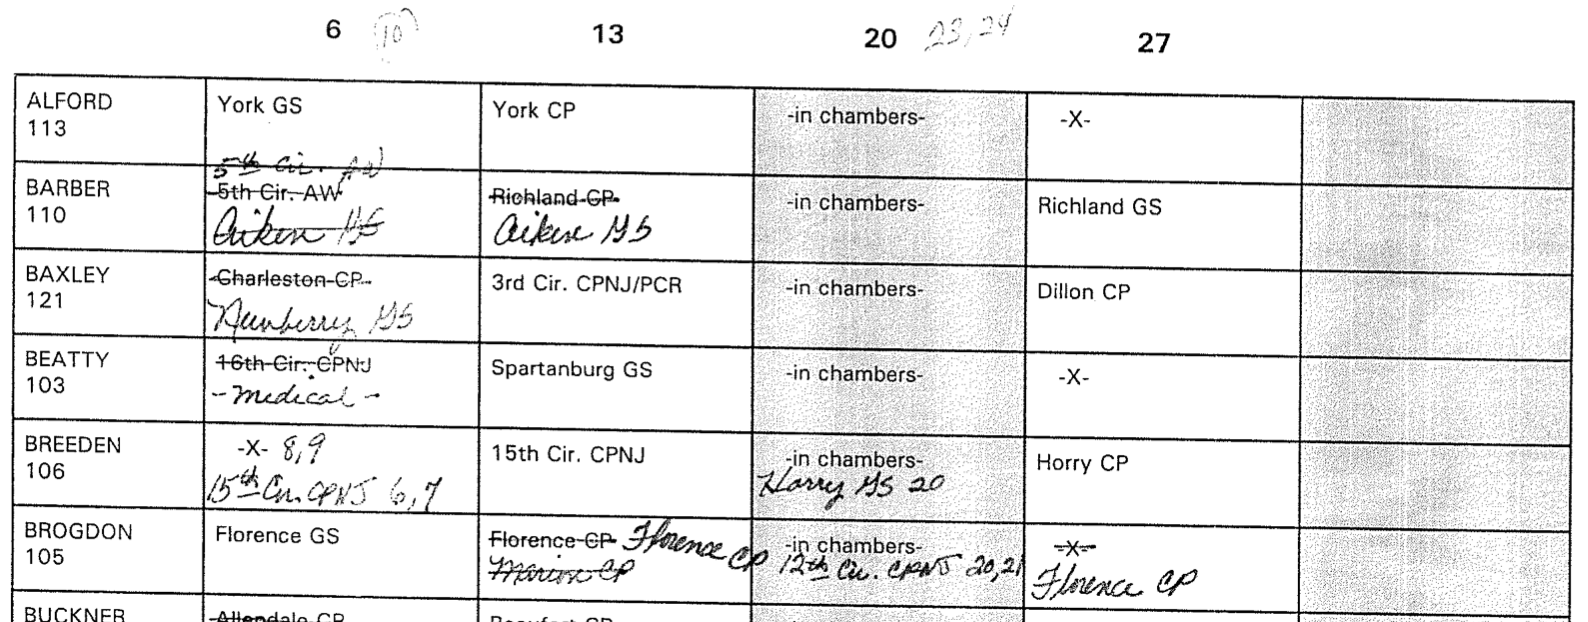 6 (10) 13 20 23, 24 27
ALFORD York GS York CP -in chambers- -X-
113
5th Cir. AW
BARBER 5th Cir. AW Richland CP -in chambers- Richland GS
110 Aiken GS Aiken GS
BAXLEY Charleston CP 3rd Cir. CPNJ/PCR -in chambers- Dillon CP
121 Newberry GS
BEATTY 16th Cir. CPNJ Spartanburg GS -in chambers- -X-
103 -medical-
BREEDEN -X- 8,9 15th Cir. CPNJ -in chambers- Horry CP
106 15th Cir. CPNJ 6,7 Horry GS 20
BROGDON Florence GS Florence CP Florence CP -in chambers- -X-
105 Marion CP 12th Cir. CPNJ 20,21 Florence CP
BUCKNER Allendale CP Beaufort CP